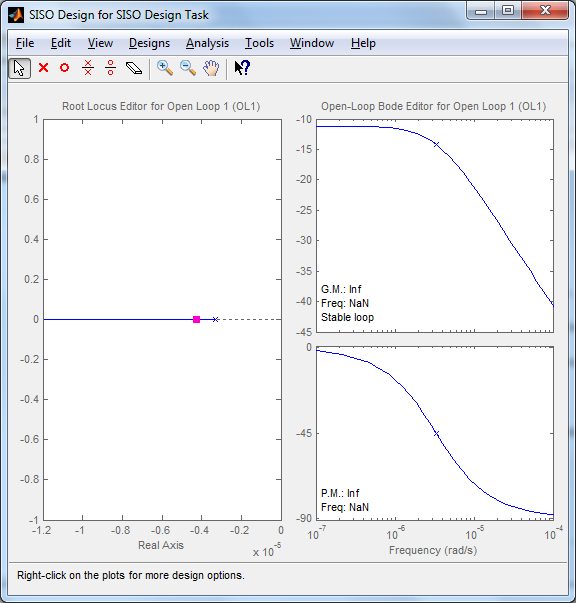 SISO Design for SISO Design Task
File Edit View Designs Analysis Tools Window Help
Root Locus Editor for Open Loop 1 (OL1)
1
0.8
0.6
0.4
0.2
0
-0.2
-0.4
-0.6
-0.8
-1
-1.2 -1 -0.8 -0.6 -0.4 -0.2 0
x 10^-5
Real Axis
Open-Loop Bode Editor for Open Loop 1 (OL1)
-10
-15
-20
-25
-30
-35
-40
-45
G.M.: Inf
Freq: NaN
Stable loop
0
-45
-90
P.M.: Inf
Freq: NaN
10^-7 10^-6 10^-5 10^-4
Frequency (rad/s)
Right-click on the plots for more design options.